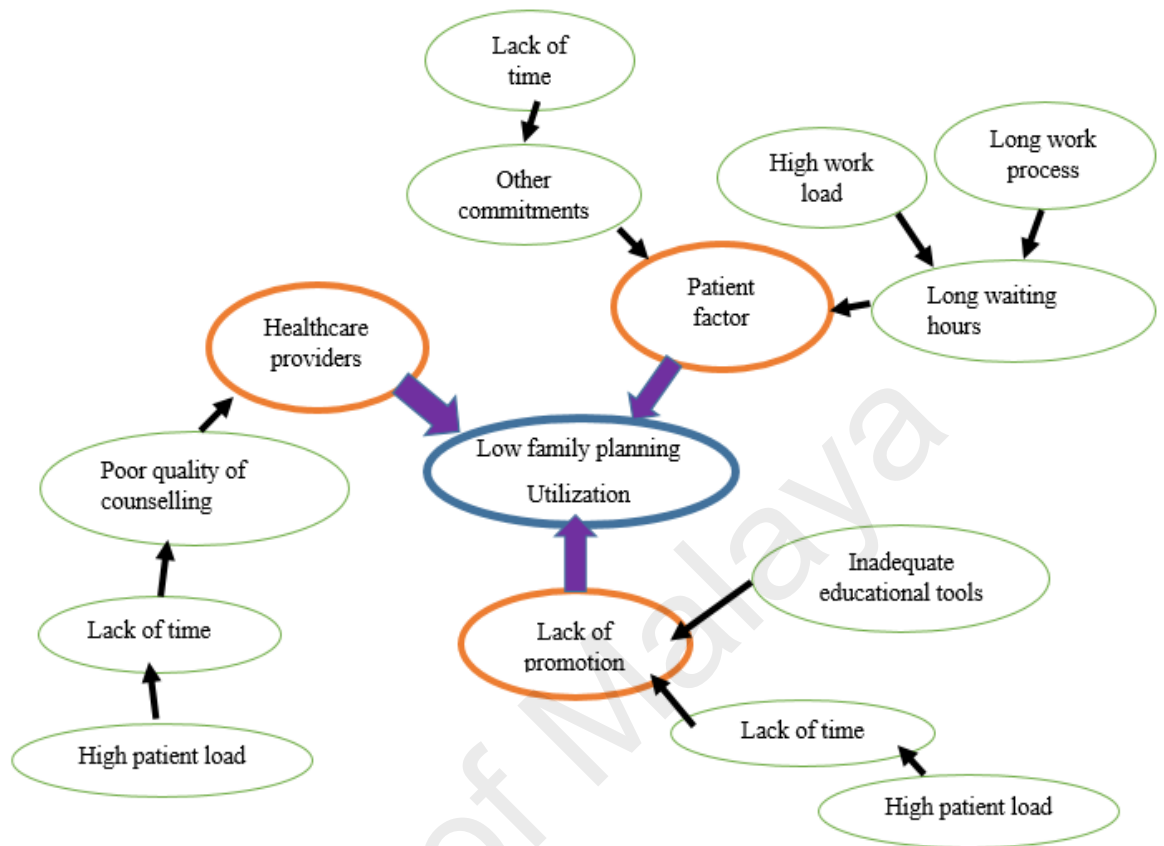 Lack of
time
Other
commitments
High work
load
Long work
process
Patient
factor
Long waiting
hours
Healthcare
providers
Low family planning
Utilization
Poor quality of
counselling
Inadequate
educational tools
Lack of time
Lack of
promotion
Lack of time
High patient load
High patient load
of Malaya